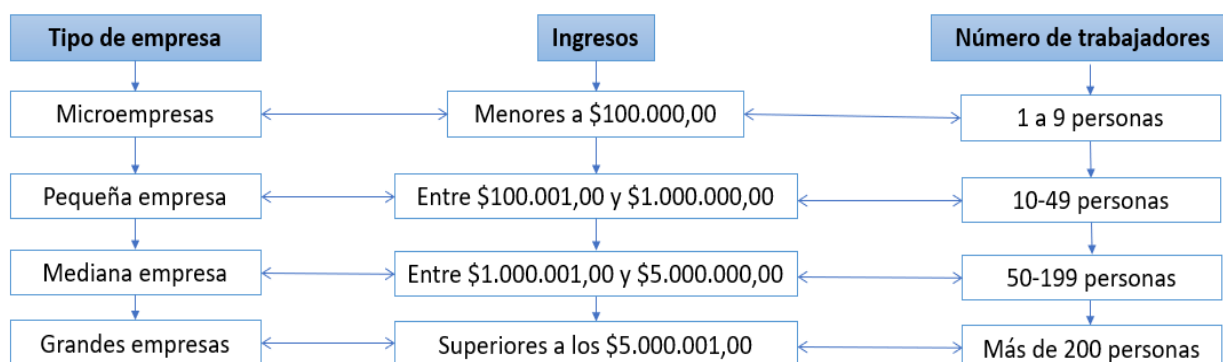 Tipo de empresa
Ingresos
Número de trabajadores
Microempresas
Menores a $100.000,00
1 a 9 personas
Pequeña empresa
Entre $100.001,00 y $1.000.000,00
10-49 personas
Mediana empresa
Entre $1.000.001,00 y $5.000.000,00
50-199 personas
Grandes empresas
Superiores a los $5.000.001,00
Más de 200 personas